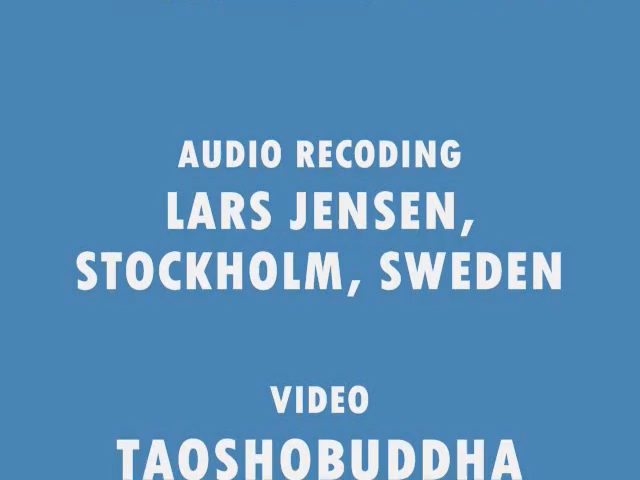 AUDIO RECODING
LARS JENSEN,
STOCKHOLM, SWEDEN
VIDEO
TAOSHOBUDDHA